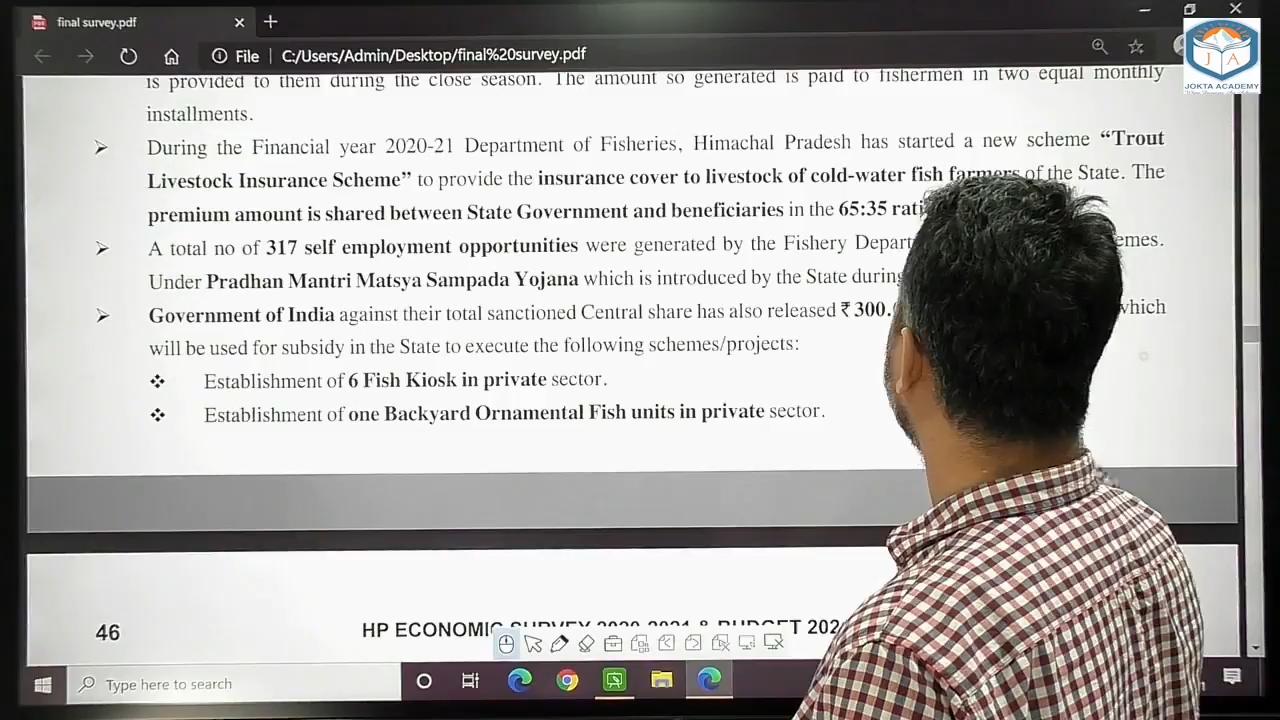 final survey.pdf
File
C:/Users/Admin/Desktop/final%20survey.pdf
J A
JOKTA ACADEMY
is provided to them during the close season. The amount so generated is paid to fishermen in two equal monthly
installments.
➢ During the Financial year 2020-21 Department of Fisheries, Himachal Pradesh has started a new scheme “Trout
Livestock Insurance Scheme” to provide the insurance cover to livestock of cold-water fish farmers of the State. The
premium amount is shared between State Government and beneficiaries in the 65:35
➢ A total no of 317 self employment opportunities were generated by the Fishery
Under Pradhan Mantri Matsya Sampada Yojana which is introduced by the State during
➢ Government of India against their total sanctioned Central share has also released ₹ 300. which
will be used for subsidy in the State to execute the following schemes/projects:
❖ Establishment of 6 Fish Kiosk in private sector.
❖ Establishment of one Backyard Ornamental Fish units in private sector.
46
HP ECONOMIC SURVEY 2020-2021 & BUDGET
Type here to search